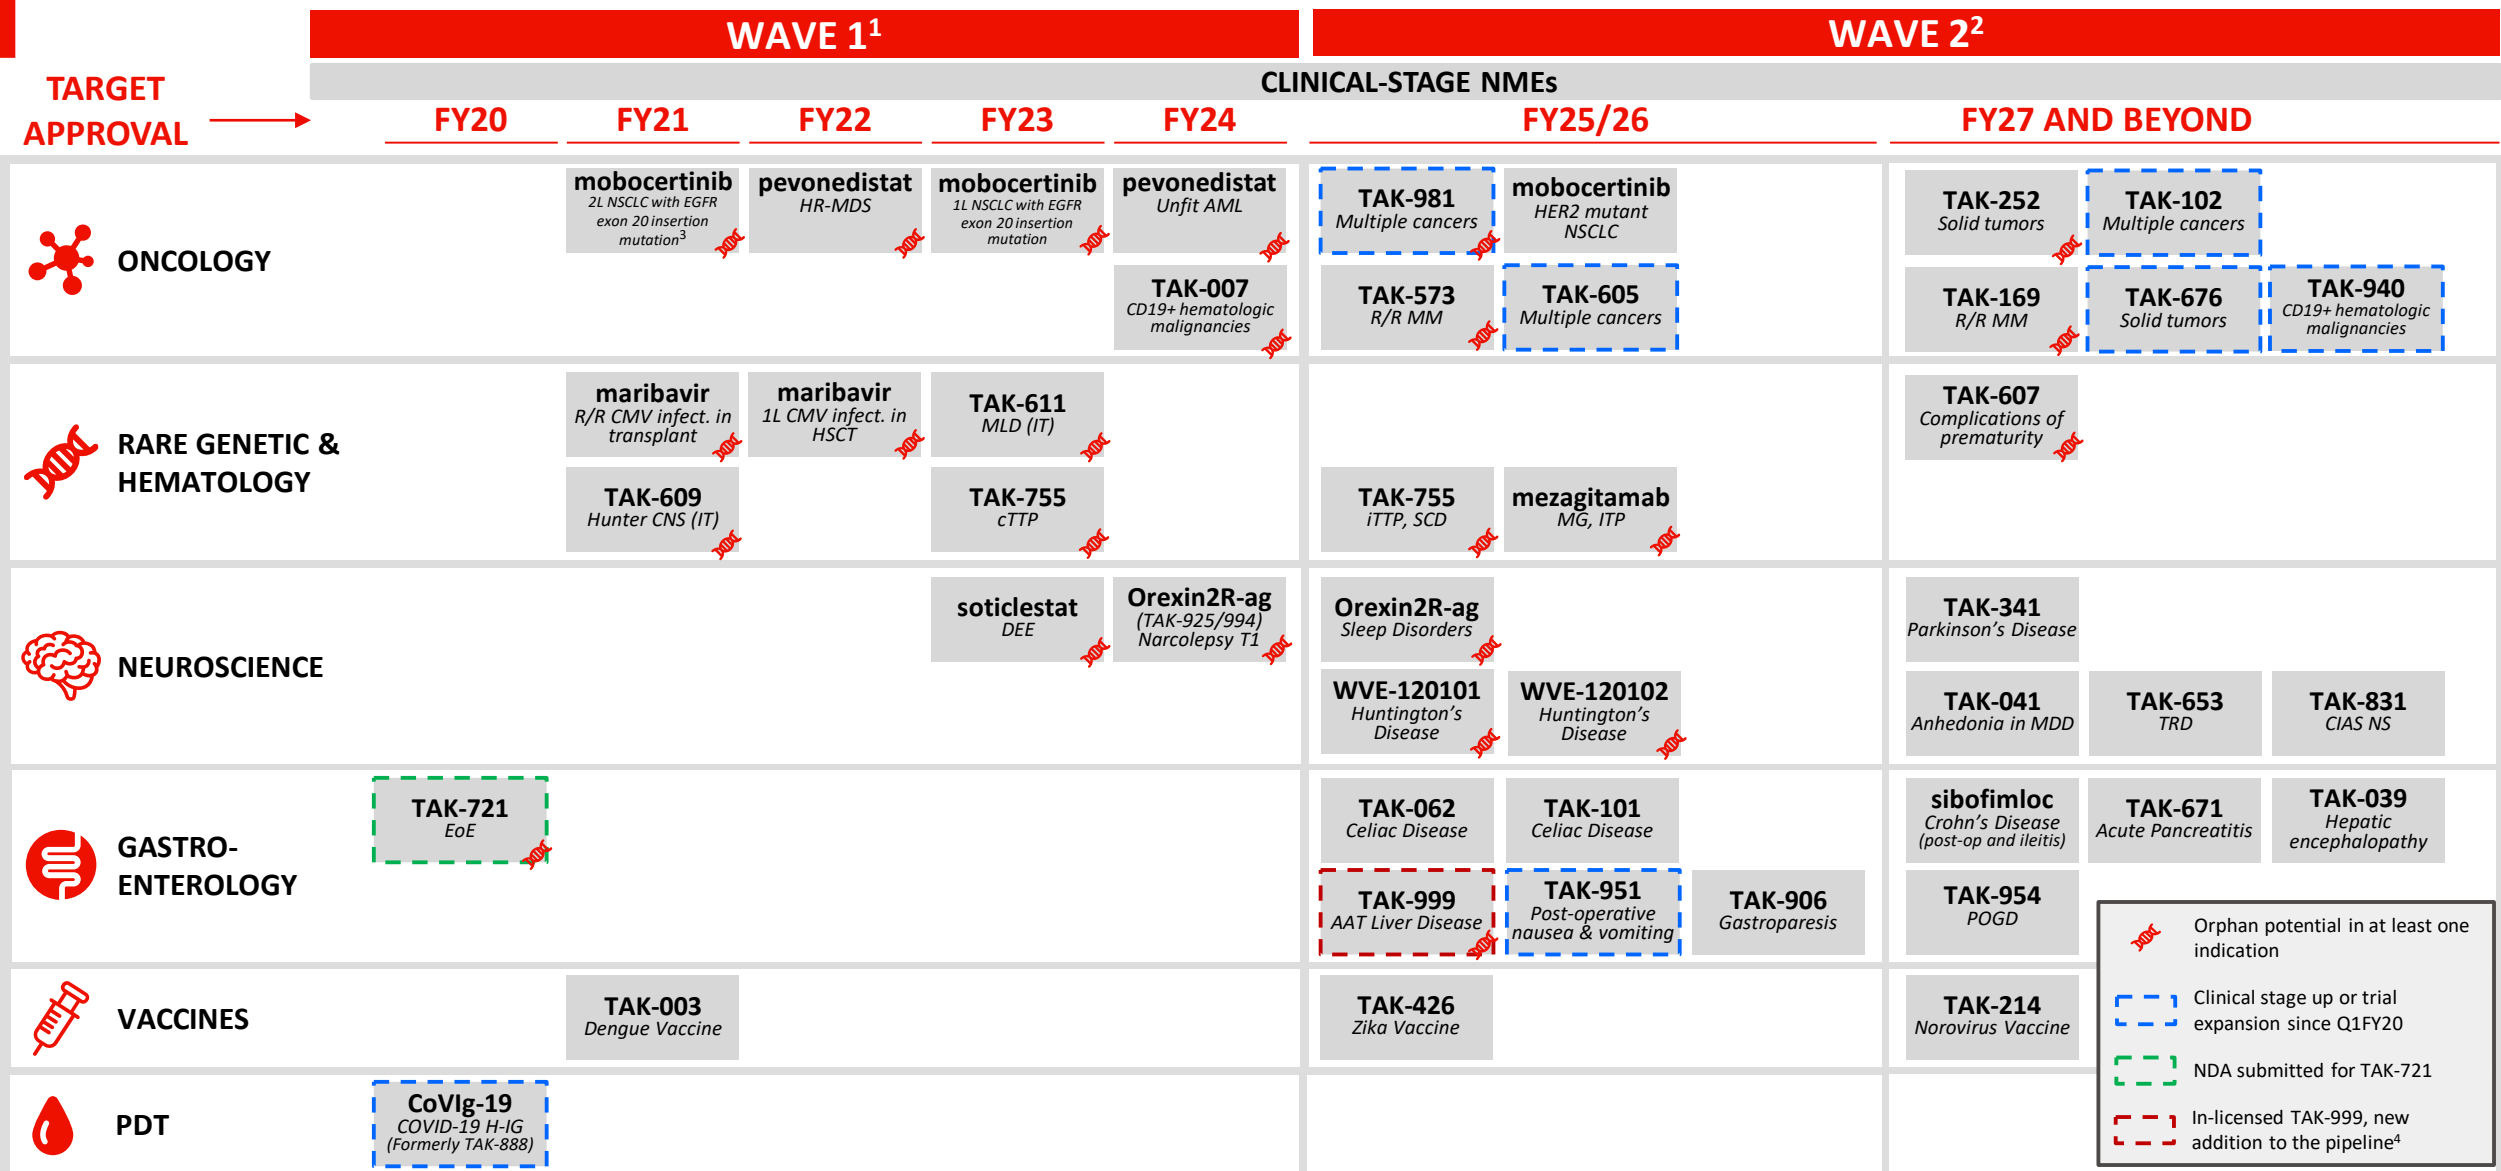 WAVE 1¹
WAVE 2²
CLINICAL-STAGE NMEs
TARGET
APPROVAL
FY20
FY21
FY22
FY23
FY24
FY25/26
FY27 AND BEYOND
ONCOLOGY
mobocertinib
2L NSCLC with EGFR
exon 20 insertion
mutation³
pevonedistat
HR-MDS
mobocertinib
1L NSCLC with EGFR
exon 20 insertion
mutation
pevonedistat
Unfit AML
TAK-007
CD19+ hematologic
malignancies
TAK-981
Multiple cancers
mobocertinib
HER2 mutant
NSCLC
TAK-573
R/R MM
TAK-605
Multiple cancers
TAK-252
Solid tumors
TAK-102
Multiple cancers
TAK-169
R/R MM
TAK-676
Solid tumors
TAK-940
CD19+ hematologic
malignancies
RARE GENETIC &
HEMATOLOGY
maribavir
R/R CMV infect. in
transplant
maribavir
1L CMV infect. in
HSCT
TAK-611
MLD (IT)
TAK-609
Hunter CNS (IT)
TAK-755
cTTP
TAK-755
iTTP, SCD
mezagitamab
MG, ITP
TAK-607
Complications of
prematurity
NEUROSCIENCE
soticlestat
DEE
Orexin2R-ag
(TAK-925/994)
Narcolepsy T1
Orexin2R-ag
Sleep Disorders
WVE-120101
Huntington's
Disease
WVE-120102
Huntington's
Disease
TAK-341
Parkinson's Disease
TAK-041
Anhedonia in MDD
TAK-653
TRD
TAK-831
CIAS NS
GASTRO-
ENTEROLOGY
TAK-721
EoE
TAK-062
Celiac Disease
TAK-101
Celiac Disease
TAK-999
AAT Liver Disease
TAK-951
Post-operative
nausea & vomiting
TAK-906
Gastroparesis
sibofimloc
Crohn's Disease
(post-op and ileitis)
TAK-671
Acute Pancreatitis
TAK-039
Hepatic
encephalopathy
TAK-954
POGD
VACCINES
TAK-003
Dengue Vaccine
TAK-426
Zika Vaccine
TAK-214
Norovirus Vaccine
PDT
CoVIg-19
COVID-19 H-IG
(Formerly TAK-888)
Orphan potential in at least one
indication
Clinical stage up or trial
expansion since Q1FY20
NDA submitted for TAK-721
In-licensed TAK-999, new
addition to the pipeline⁴